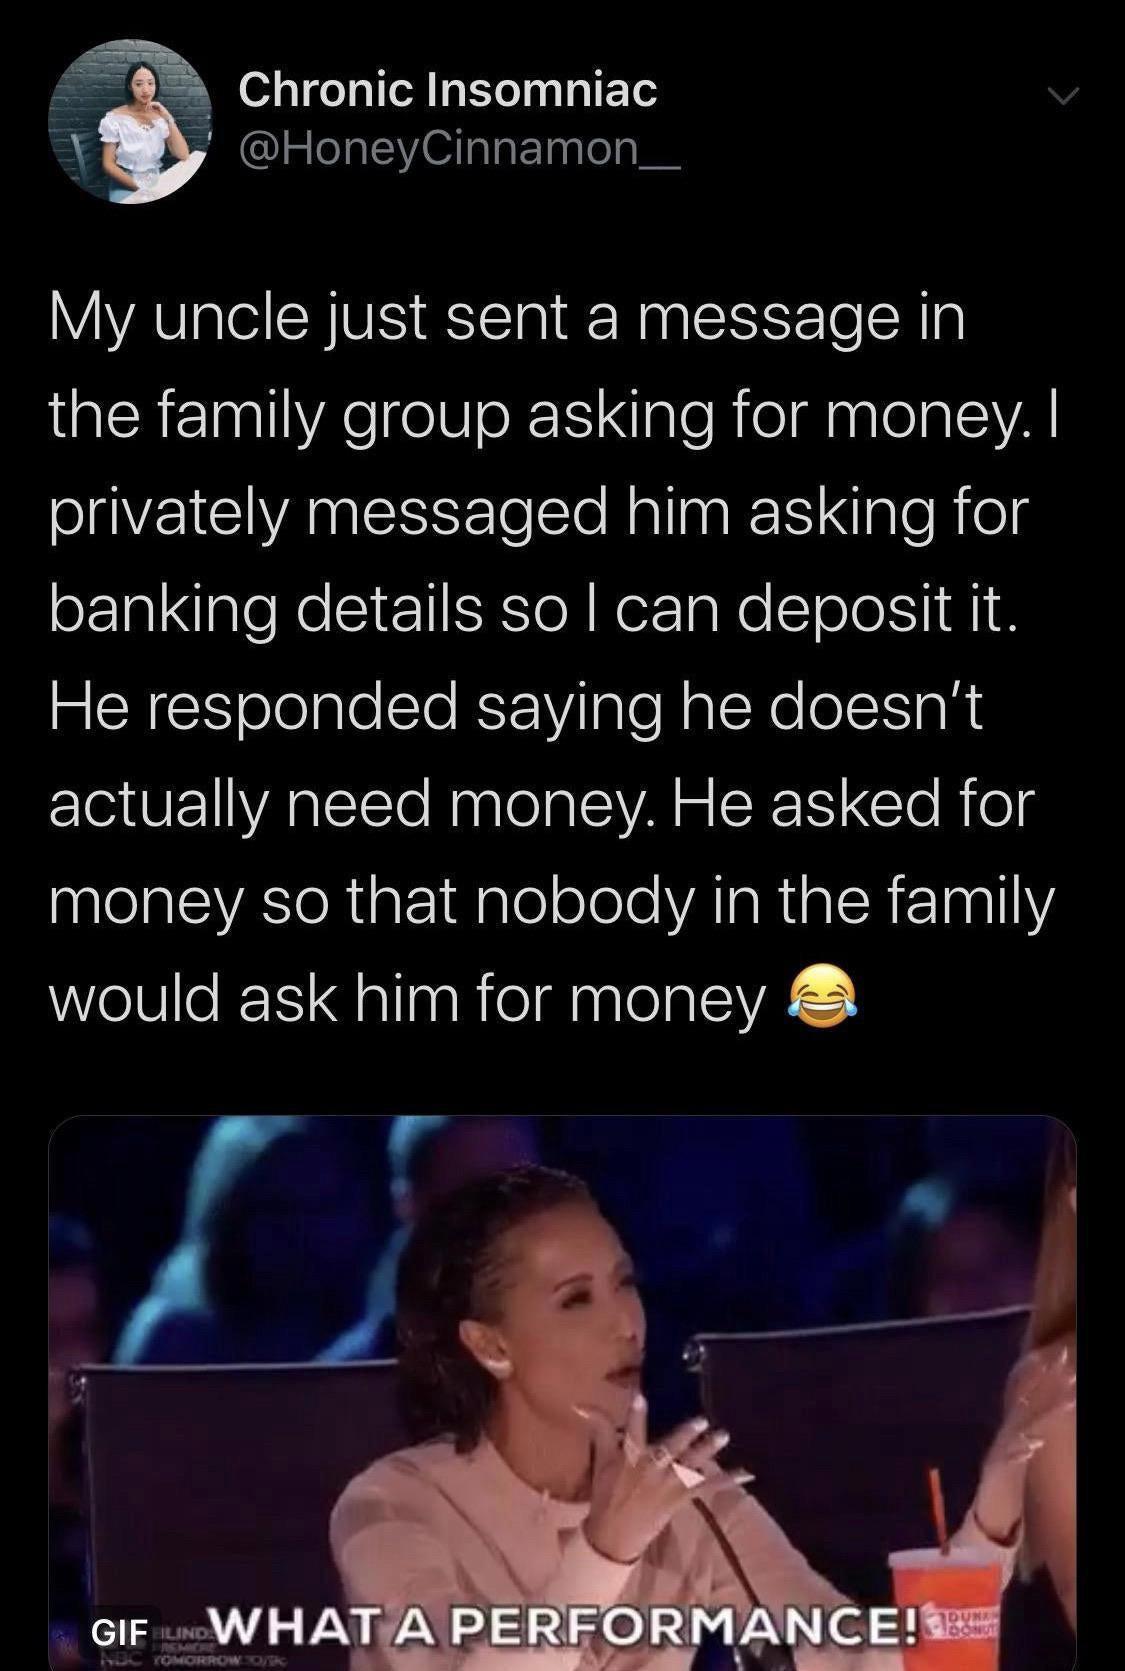 Chronic Insomniac
@HoneyCinnamon__
My uncle just sent a message in
the family group asking for money. I
privately messaged him asking for
banking details so I can deposit it.
He responded saying he doesn’t
actually need money. He asked for
money so that nobody in the family
would ask him for money 😂
GIF
WHAT A PERFORMANCE!
NBC TOMORROW